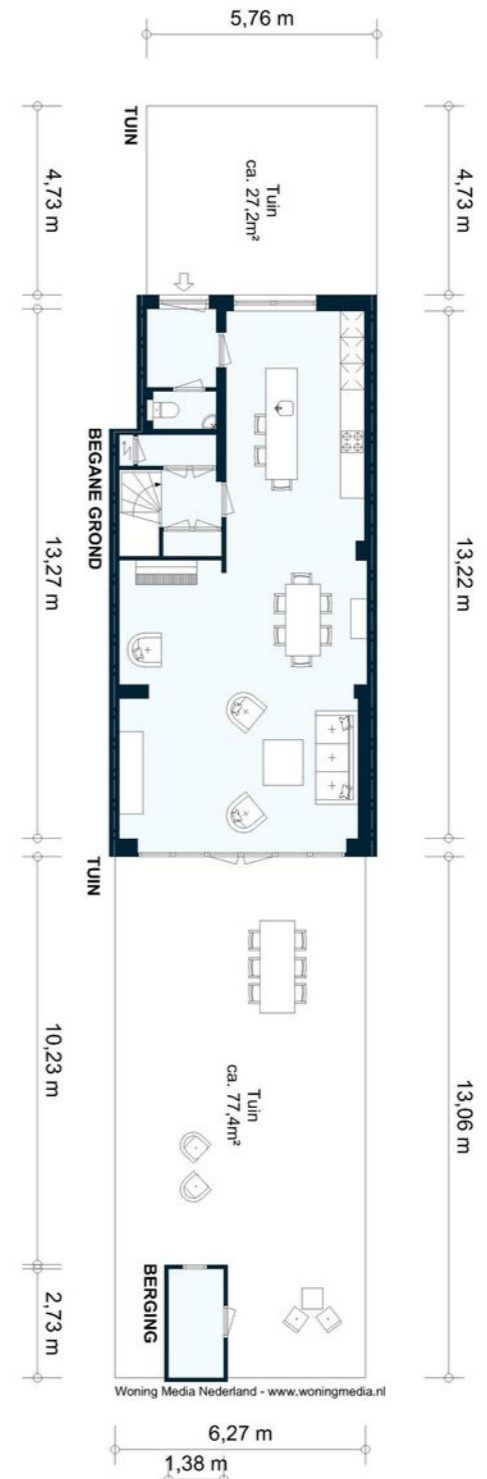 5,76 m
TUIN
4,73 m
Tuin
ca. 27,2m²
4,73 m
BEGANE GROND
13,27 m
13,22 m
TUIN
10,23 m
Tuin
ca. 77,4m²
13,06 m
BERGING
2,73 m
Woning Media Nederland - www.woningmedia.nl
6,27 m
1,38 m